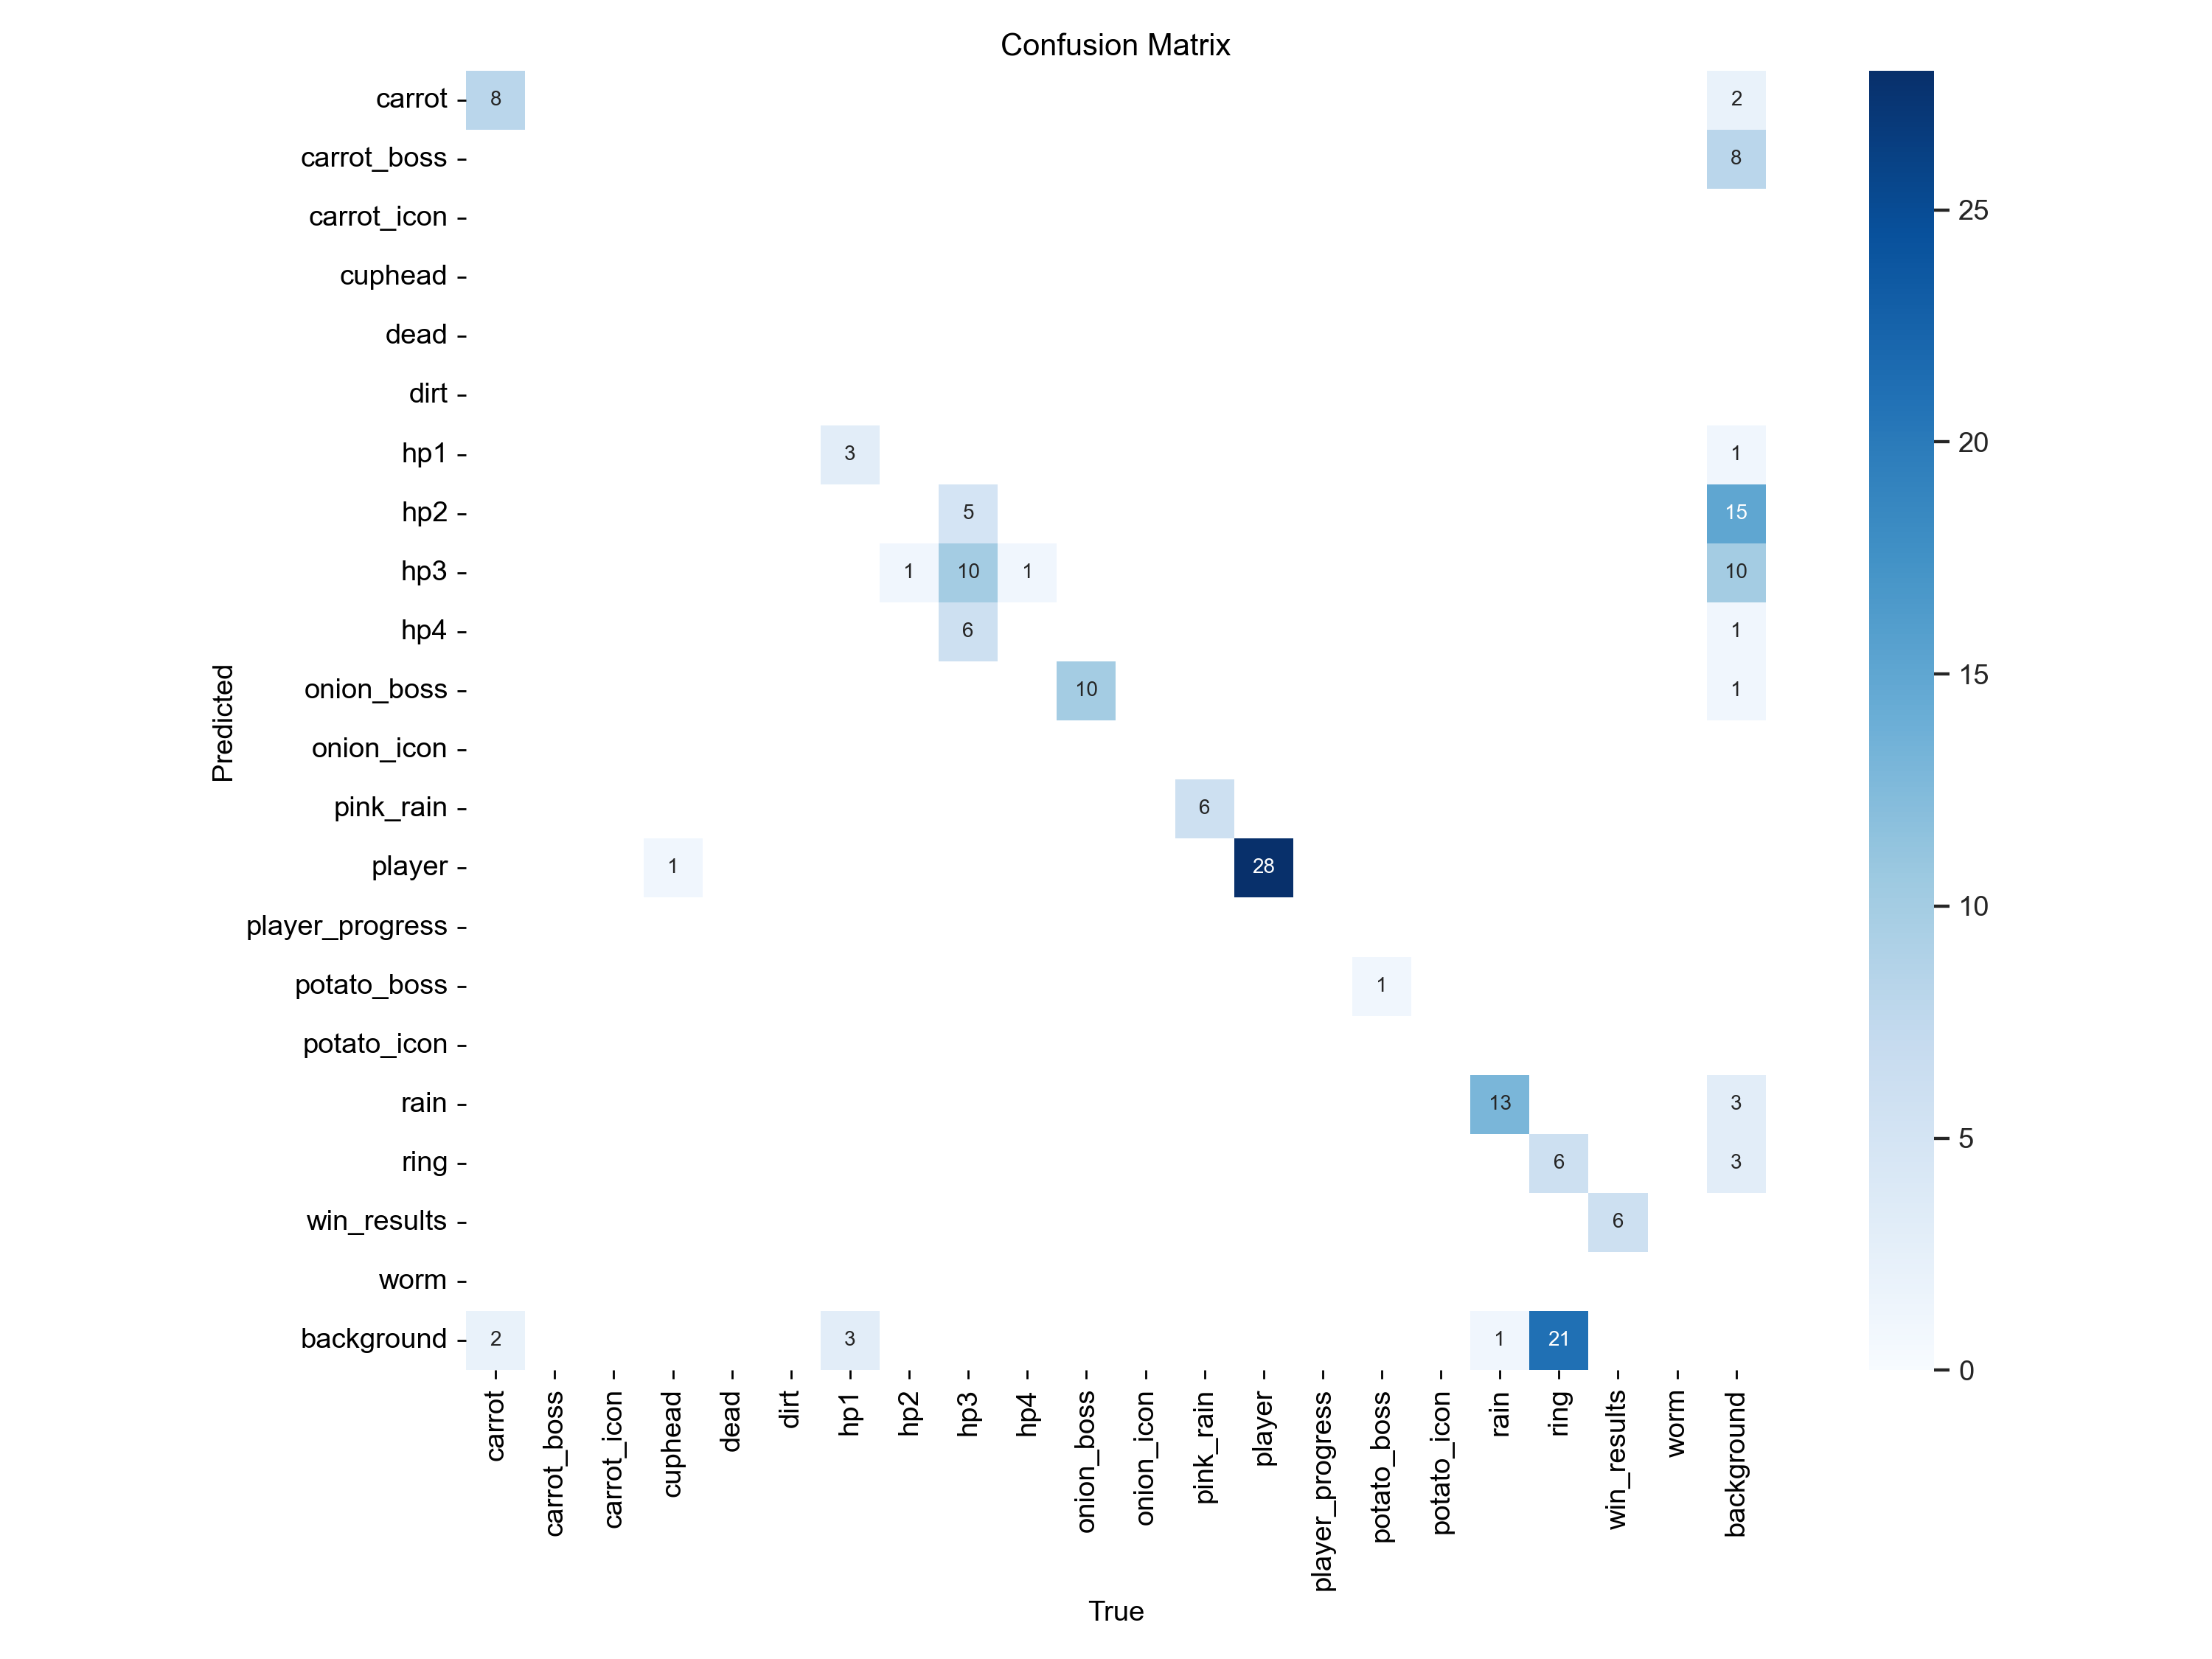 Confusion Matrix
carrot 8 2
carrot_boss 8
carrot_icon
cuphead
dead
dirt
hp1 3 1
hp2 5 15
hp3 1 10 1 10
hp4 6 1
onion_boss 10 1
onion_icon
pink_rain 6
player 1 28
player_progress
potato_boss 1
potato_icon
rain 13 3
ring 6 3
win_results 6
worm
background 2 3 1 21
Predicted
carrot
carrot_boss
carrot_icon
cuphead
dead
dirt
hp1
hp2
hp3
hp4
onion_boss
onion_icon
pink_rain
player
player_progress
potato_boss
potato_icon
rain
ring
win_results
worm
background
True
25
20
15
10
5
0